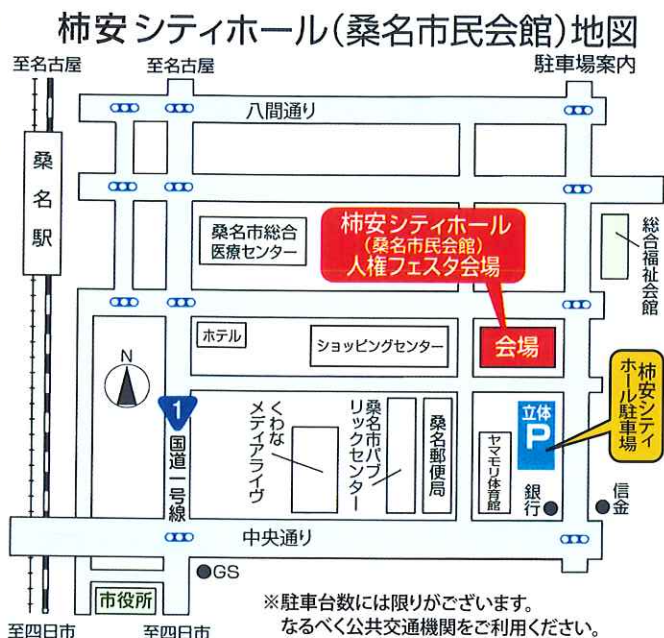 柿安シティホール(桑名市民会館)地図
至名古屋
至名古屋
駐車場案内
八間通り
桑名駅
桑名市総合
医療センター
柿安シティホール
(桑名市民会館)
人権フェスタ会場
総合福祉会館
ホテル
ショッピングセンター
会場
N
1
国道一号線
くわな
メディアライヴ
桑名市パブ
リックセンター
桑名郵便局
ヤマモリ体育館
立体
P
柿安シティ
ホール駐車場
銀行
信金
中央通り
GS
市役所
至四日市
至四日市
※駐車台数には限りがございます。
なるべく公共交通機関をご利用ください。